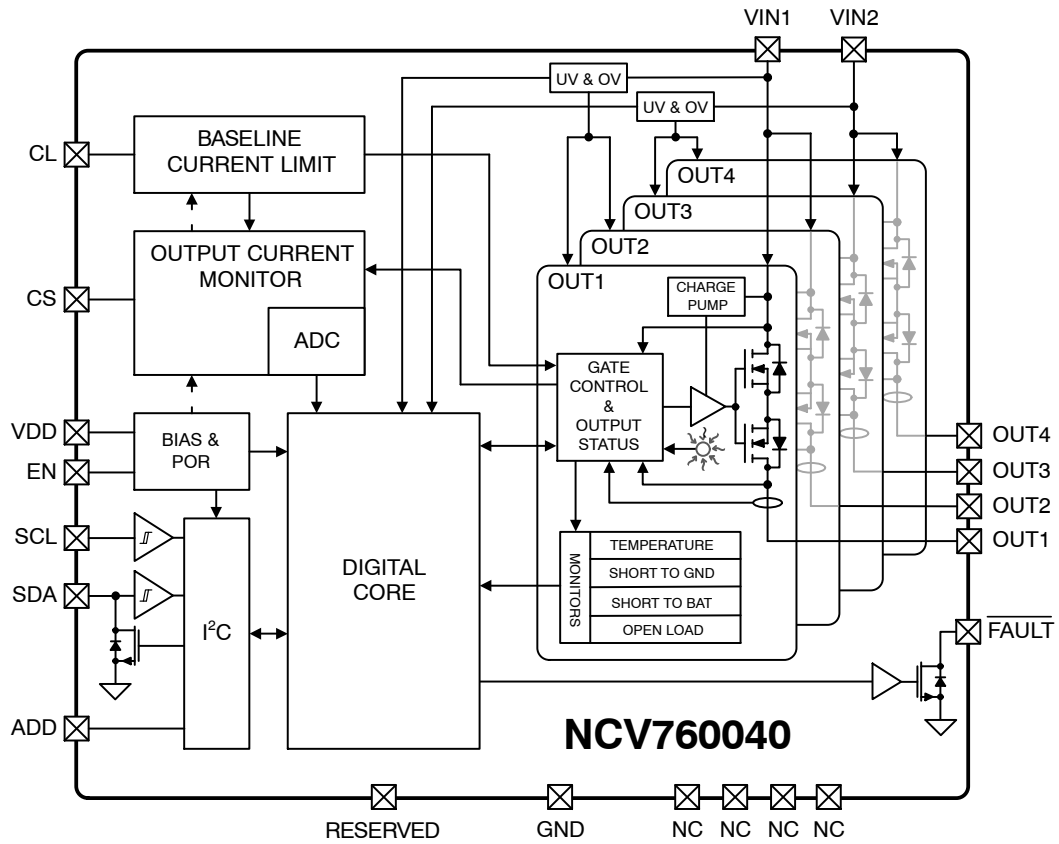 VIN1
VIN2
UV & OV
UV & OV
CL
BASELINE
CURRENT LIMIT
OUT4
OUT3
OUT2
OUT1
CS
OUTPUT CURRENT
MONITOR
ADC
CHARGE
PUMP
GATE
CONTROL
&
OUTPUT
STATUS
VDD
EN
BIAS &
POR
OUT4
OUT3
OUT2
OUT1
SCL
SDA
I²C
ADD
DIGITAL
CORE
MONITORS
TEMPERATURE
SHORT TO GND
SHORT TO BAT
OPEN LOAD
FAULT
NCV760040
RESERVED
GND
NC
NC
NC
NC